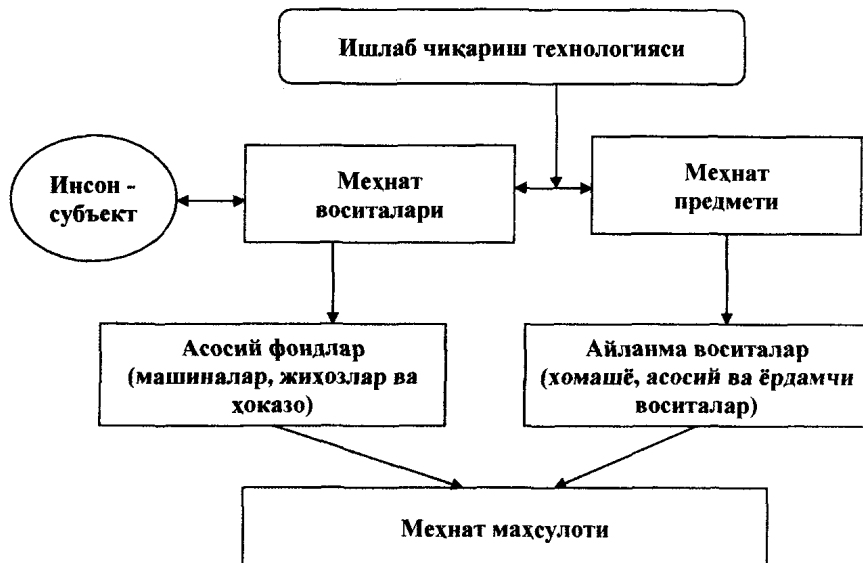 Ишлаб чиқариш технологияси
Инсон -
субъект
Меҳнат
воситалари
Меҳнат
предмети
Асосий фондлар
(машиналар, жиҳозлар ва
ҳоказо)
Айланма воситалар
(хомашё, асосий ва ёрдамчи
воситалар)
Меҳнат маҳсулоти